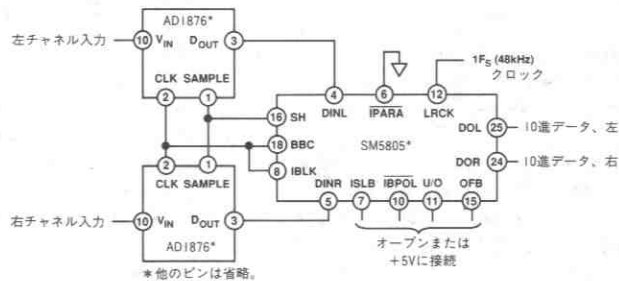 AD1876*
左チャネル入力
10 VIN
DOUT 3
CLK SAMPLE
2 1
1FS (48kHz)
クロック
4 6 12
DINL IPARA LRCK
16 SH
18 BBC
8 IBLK
SM5805*
DOL 25
10進データ、左
DOR 24
10進データ、右
DINR ISLB IBPOL U/O OFB
5 7 10 11 15
2 1
CLK SAMPLE
右チャネル入力
10 VIN
DOUT 3
AD1876*
オープンまたは
+5Vに接続
*他のピンは省略。